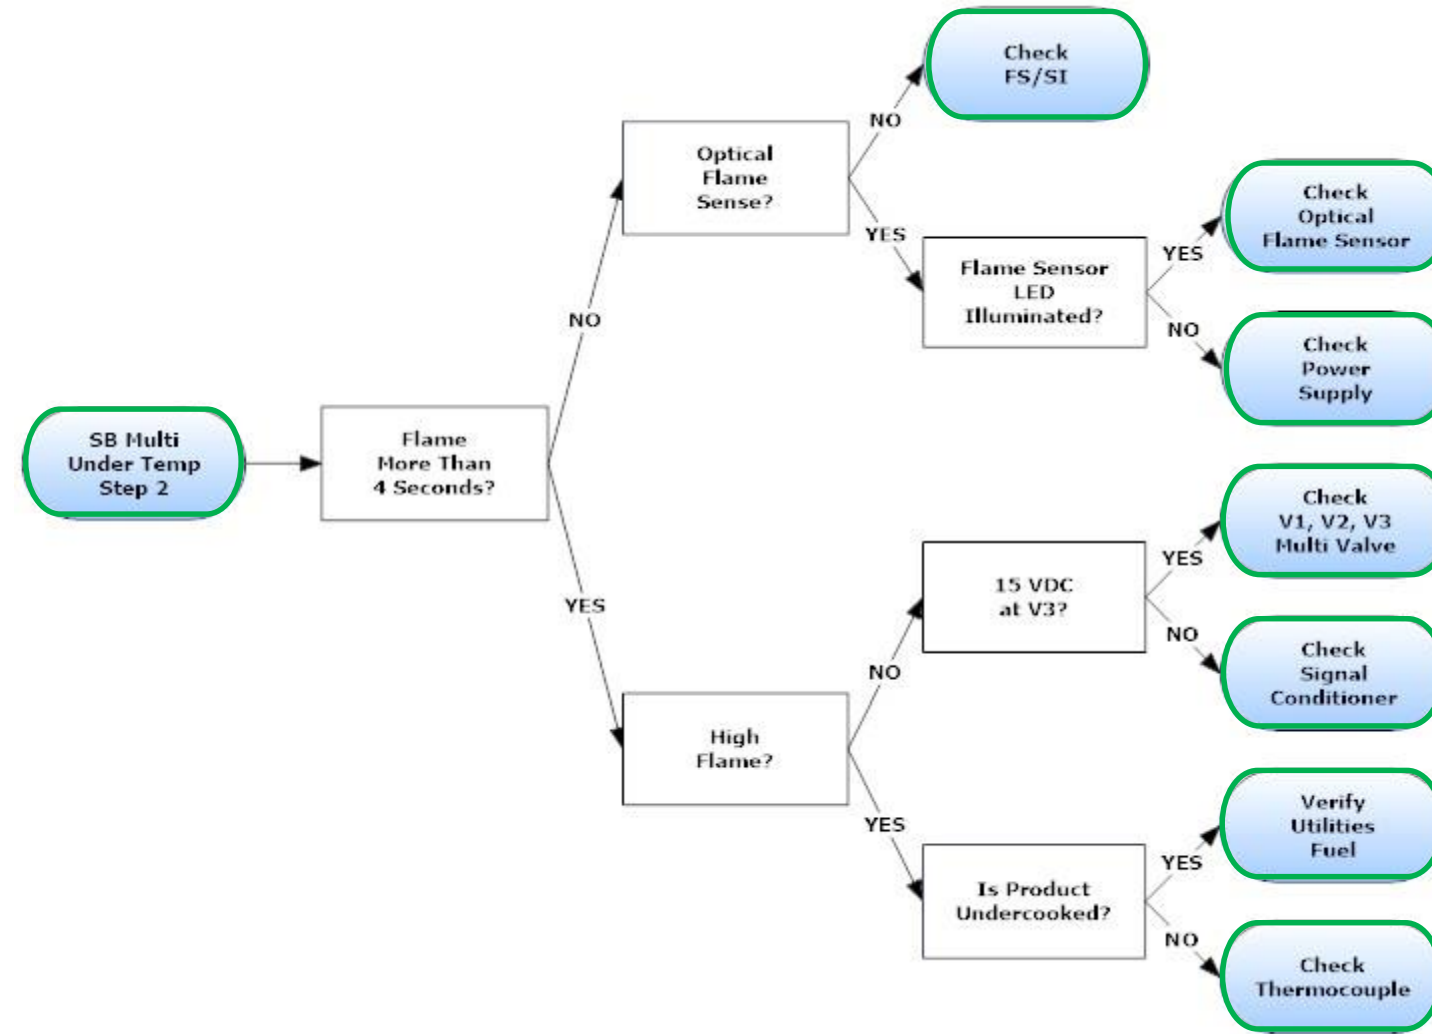 Check
FS/SI
NO
Optical
Flame
Sense?
YES
Check
Optical
Flame Sensor
YES
Flame Sensor
LED
Illuminated?
NO
Check
Power
Supply
NO
SB Multi
Under Temp
Step 2
Flame
More Than
4 Seconds?
YES
Check
V1, V2, V3
Multi Valve
YES
15 VDC
at V3?
NO
Check
Signal
Conditioner
NO
High
Flame?
YES
Verify
Utilities
Fuel
YES
Is Product
Undercooked?
NO
Check
Thermocouple